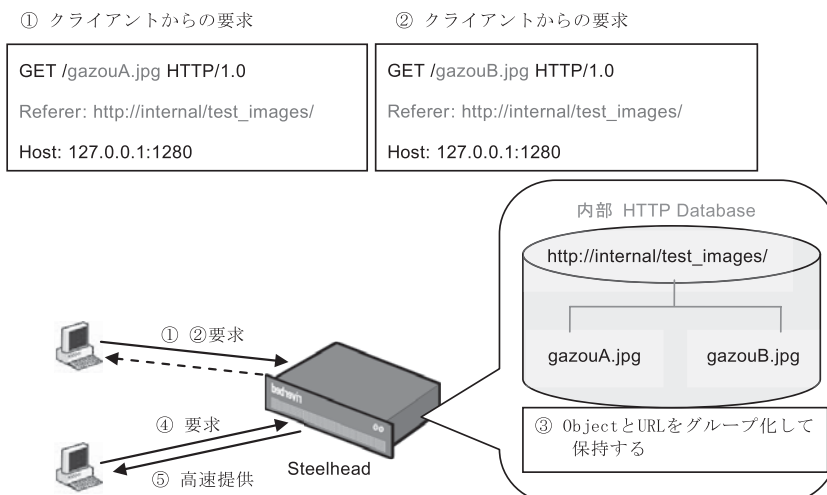 ① クライアントからの要求
GET /gazouA.jpg HTTP/1.0
Referer: http://internal/test_images/
Host: 127.0.0.1:1280
② クライアントからの要求
GET /gazouB.jpg HTTP/1.0
Referer: http://internal/test_images/
Host: 127.0.0.1:1280
内部 HTTP Database
http://internal/test_images/
gazouA.jpg
gazouB.jpg
③ ObjectとURLをグループ化して
保持する
① ②要求
④ 要求
⑤ 高速提供
Steelhead